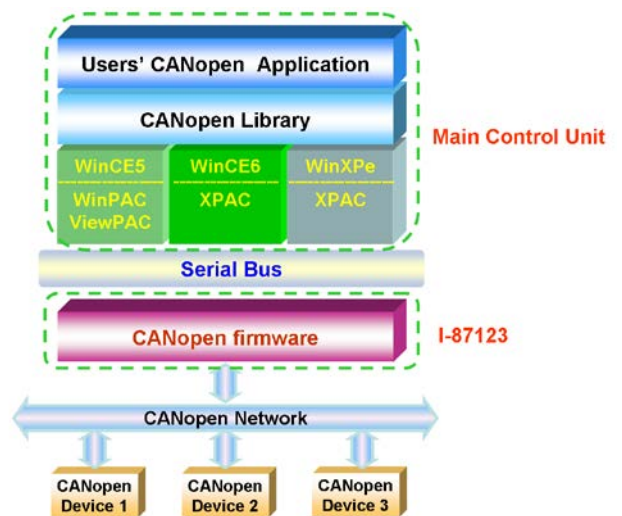 Users' CANopen Application
CANopen Library
Main Control Unit
WinCE5
WinCE6
WinXPe
WinPAC
ViewPAC
XPAC
XPAC
Serial Bus
CANopen firmware
I-87123
CANopen Network
CANopen
Device 1
CANopen
Device 2
CANopen
Device 3